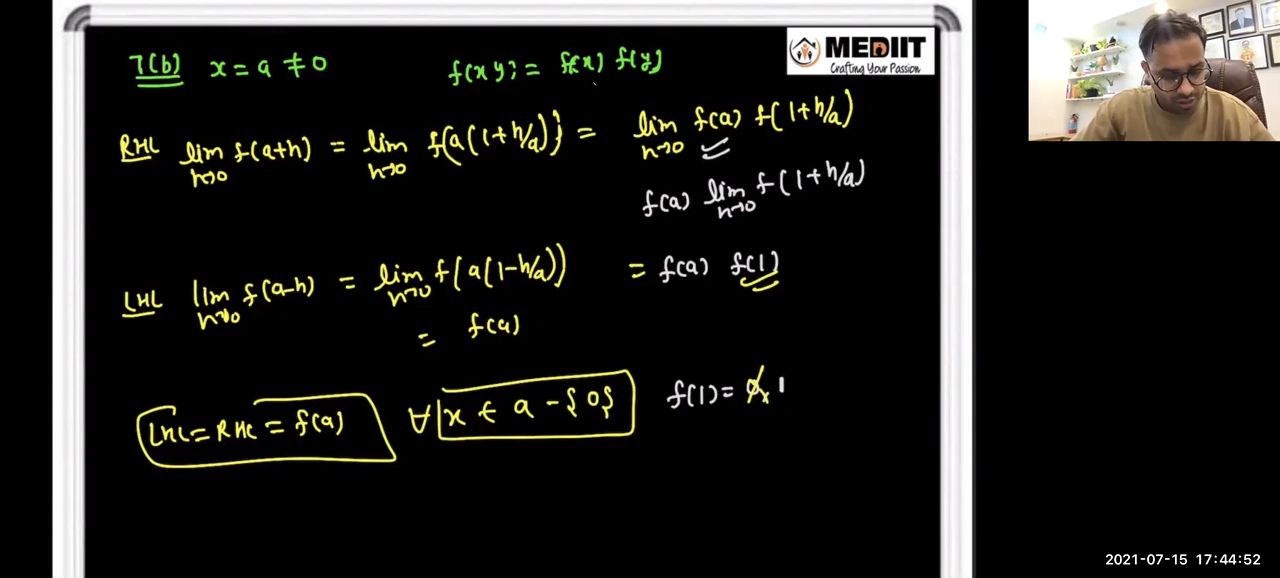 7(b) x = a ≠ 0 f(xy) = f(x) f(y)
MEDIIT
Crafting Your Passion
RHL lim h→0 f(a+h) = lim h→0 f(a(1+h/a)) = lim h→0 f(a) f(1+h/a)
f(a) lim h→0 f(1+h/a)
LHL lim h→0 f(a-h) = lim h→0 f(a(1-h/a)) = f(a) f(1)
= f(a)
LHL = RHL = f(a) ∀ x ∈ a - {0} f(1) = 0x 1
2021-07-15 17:44:52